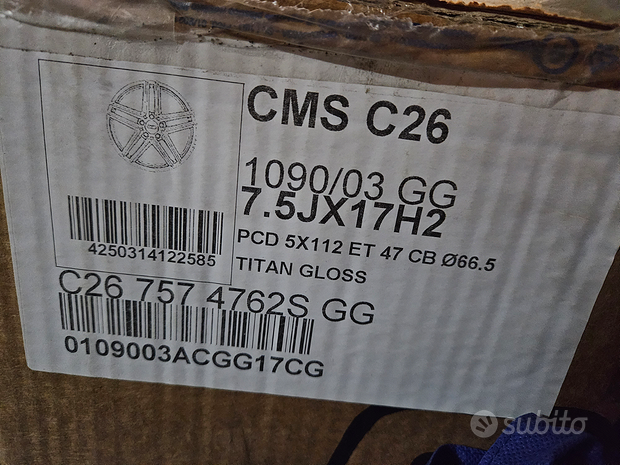 CMS C26
1090/03 GG
7.5JX17H2
PCD 5X112 ET 47 CB Ø66.5
TITAN GLOSS
4250314122585
C26 757 4762S GG
0109003ACGG17CG
subito